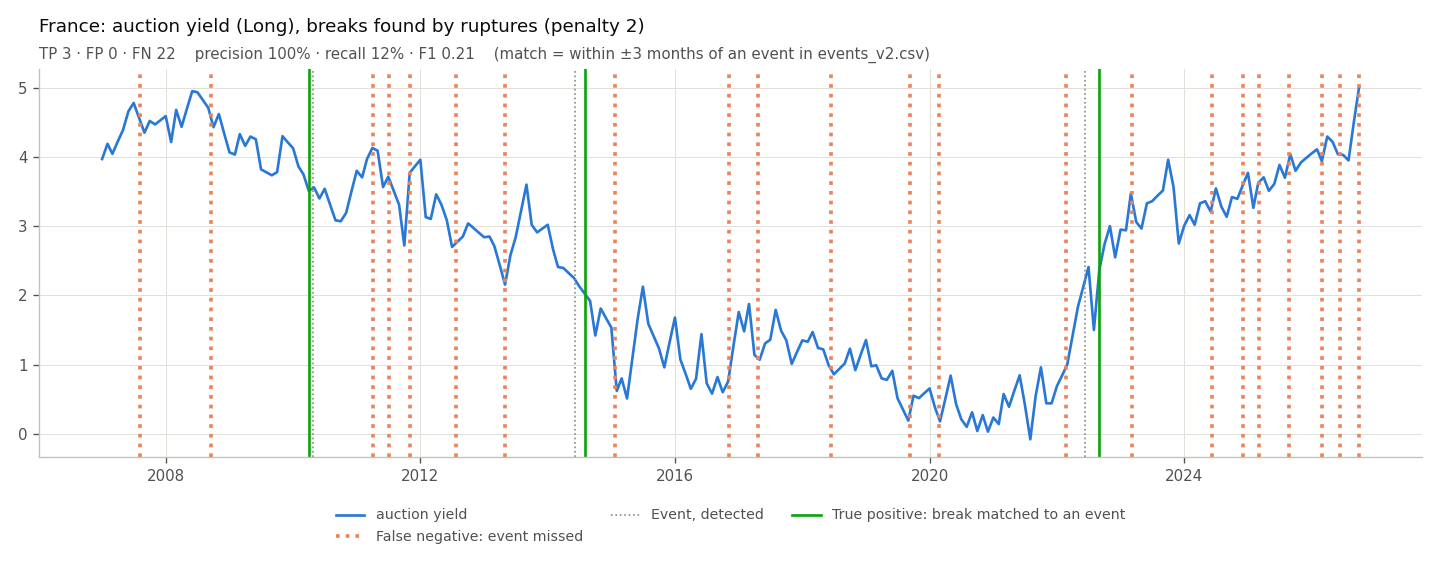 France: auction yield (Long), breaks found by ruptures (penalty 2)
TP 3 · FP 0 · FN 22    precision 100% · recall 12% · F1 0.21    (match = within ±3 months of an event in events_v2.csv)
5
4
3
2
1
0
2008 2012 2016 2020 2024
auction yield    Event, detected    True positive: break matched to an event
False negative: event missed